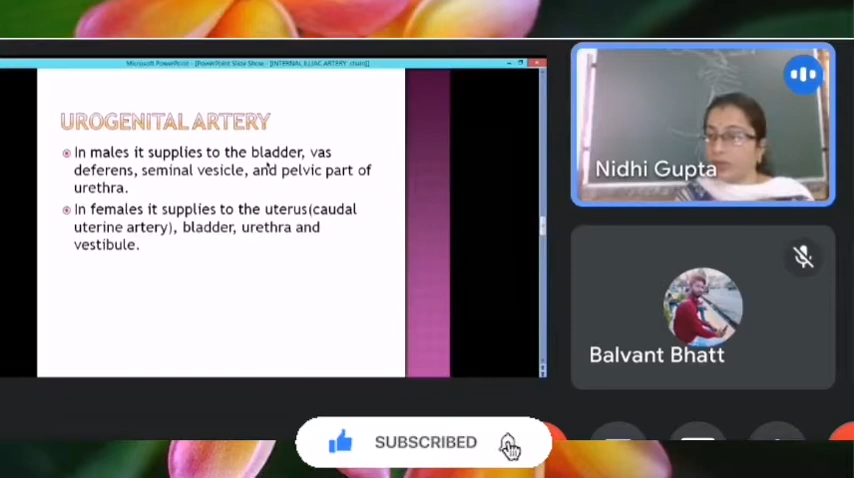 Microsoft PowerPoint - [PowerPoint Slide Show - [INTERNAL ILLIAC ARTERY chain]]
UROGENITAL ARTERY
In males it supplies to the bladder, vas
deferens, seminal vesicle, and pelvic part of
urethra.
In females it supplies to the uterus(caudal
uterine artery), bladder, urethra and
vestibule.
Nidhi Gupta
Balvant Bhatt
SUBSCRIBED